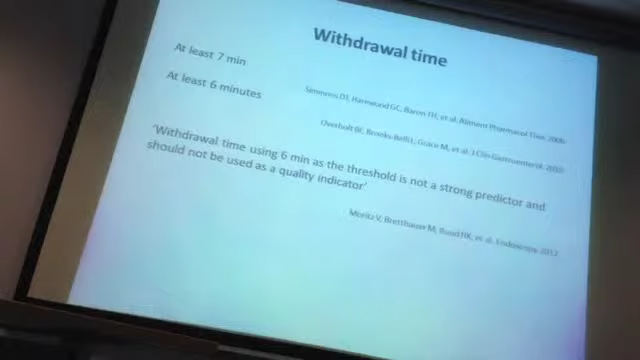 Withdrawal time
At least 7 min
Simmons DT, Harewood GC, Baron TH, et al. Aliment Pharmacol Ther. 2006
At least 6 minutes
Overholt BF, Brooks-Belli L, Grace M, et al. J Clin Gastroenterol. 2010
'Withdrawal time using 6 min as the threshold is not a strong predictor and
should not be used as a quality indicator'
Moritz V, Bretthauer M, Ruud HK, et al. Endoscopy. 2012